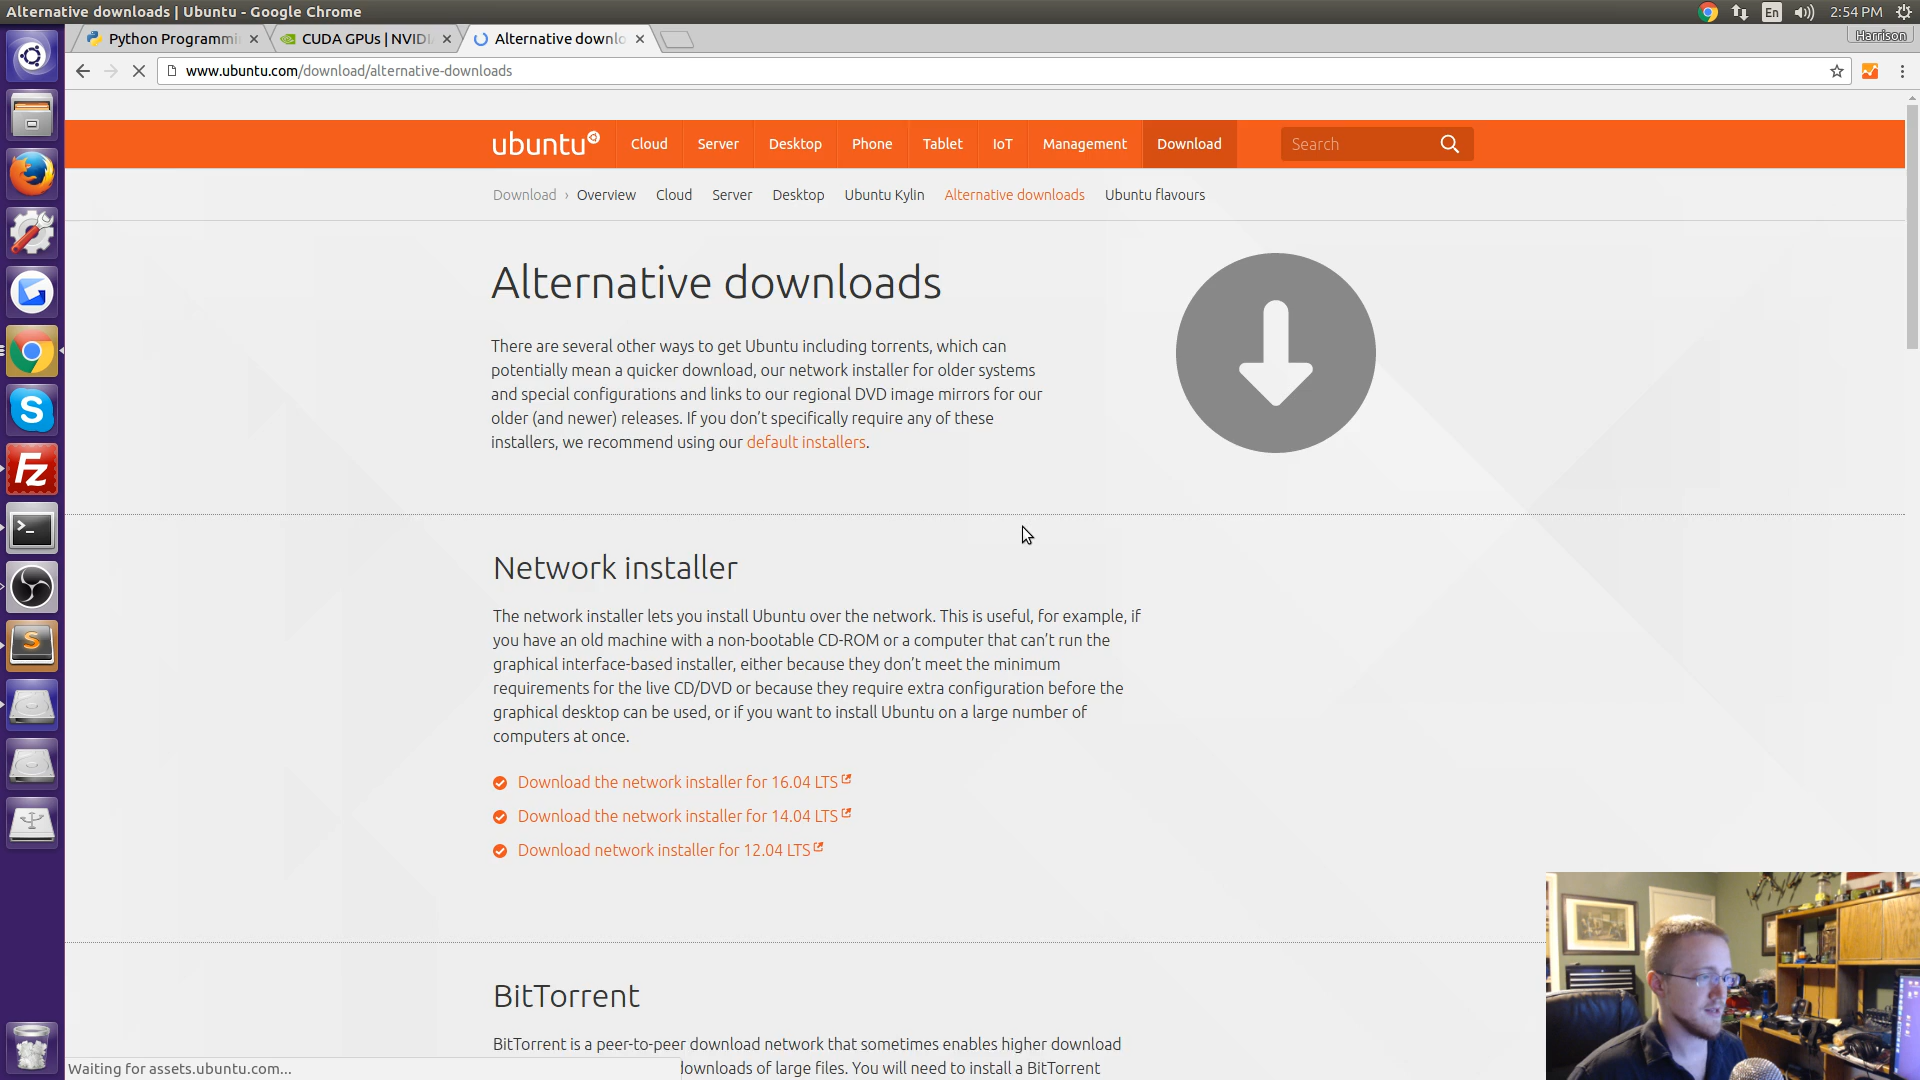 Alternative downloads | Ubuntu - Google Chrome
En
2:54 PM
Python Programmi
CUDA GPUs | NVIDI
Alternative downlo
Harrison
www.ubuntu.com/download/alternative-downloads
ubuntu
Cloud
Server
Desktop
Phone
Tablet
IoT
Management
Download
Search
Download › Overview
Cloud
Server
Desktop
Ubuntu Kylin
Alternative downloads
Ubuntu flavours
Alternative downloads
There are several other ways to get Ubuntu including torrents, which can
potentially mean a quicker download, our network installer for older systems
and special configurations and links to our regional DVD image mirrors for our
older (and newer) releases. If you don’t specifically require any of these
installers, we recommend using our default installers.
Network installer
The network installer lets you install Ubuntu over the network. This is useful, for example, if
you have an old machine with a non-bootable CD-ROM or a computer that can’t run the
graphical interface-based installer, either because they don’t meet the minimum
requirements for the live CD/DVD or because they require extra configuration before the
graphical desktop can be used, or if you want to install Ubuntu on a large number of
computers at once.
Download the network installer for 16.04 LTS
Download the network installer for 14.04 LTS
Download network installer for 12.04 LTS
BitTorrent
BitTorrent is a peer-to-peer download network that sometimes enables higher download
downloads of large files. You will need to install a BitTorrent
Waiting for assets.ubuntu.com...